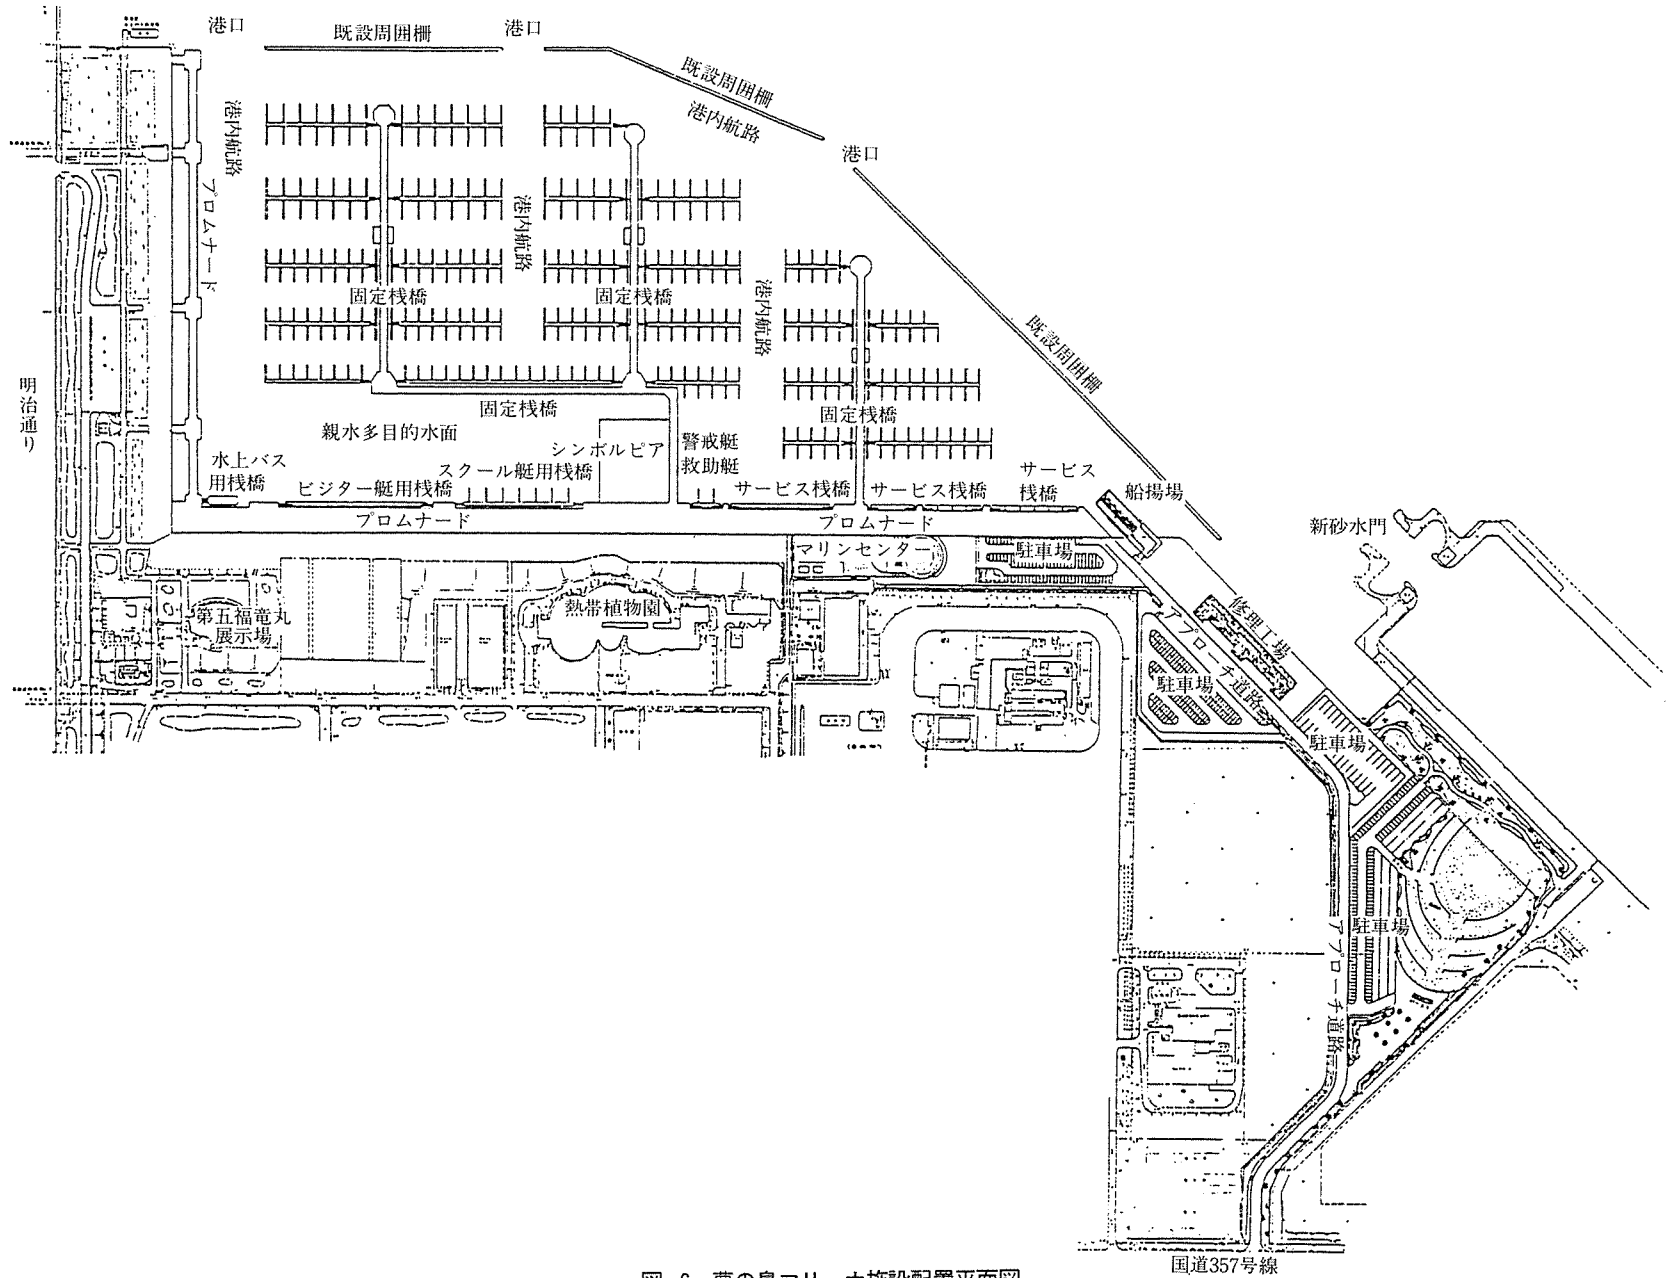 港口
既設周囲柵
港口
既設周囲柵
港内航路
港口
港内航路
プロムナード
港内航路
港内航路
既設周囲柵
固定桟橋
固定桟橋
固定桟橋
固定桟橋
明治通り
親水多目的水面
シンボルピア
警戒艇
救助艇
水上バス
用桟橋
ビジター艇用桟橋
スクール艇用桟橋
サービス桟橋
サービス桟橋
サービス
桟橋
船揚場
新砂水門
プロムナード
プロムナード
マリンセンター
駐車場
第五福竜丸
展示場
熱帯植物園
修理工場
アプローチ道路
駐車場
駐車場
駐車場
アプローチ道路
国道357号線